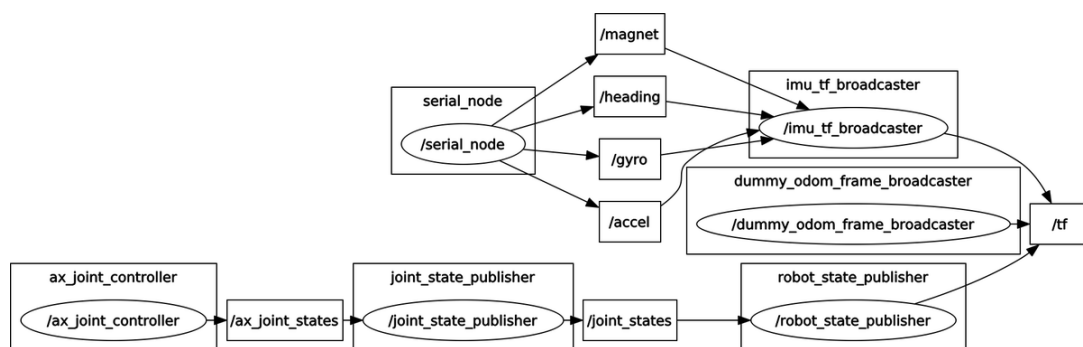 /magnet
imu_tf_broadcaster
serial_node
/heading
/serial_node
/imu_tf_broadcaster
/gyro
dummy_odom_frame_broadcaster
/accel
/dummy_odom_frame_broadcaster
/tf
ax_joint_controller
joint_state_publisher
robot_state_publisher
/ax_joint_controller
/ax_joint_states
/joint_state_publisher
/joint_states
/robot_state_publisher